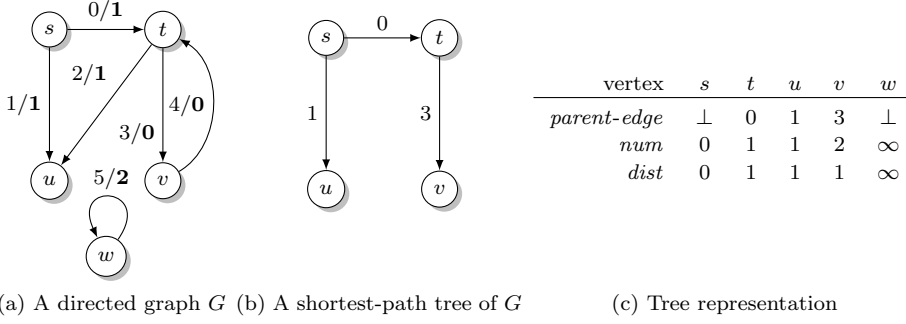 s
0/1
t
2/1
1/1
4/0
3/0
u
v
5/2
w
s
0
t
1
3
u
v
vertex s t u v w
parent-edge ⊥ 0 1 3 ⊥
num 0 1 1 2 ∞
dist 0 1 1 1 ∞
a) A directed graph G
(b) A shortest-path tree of G
(c) Tree representation